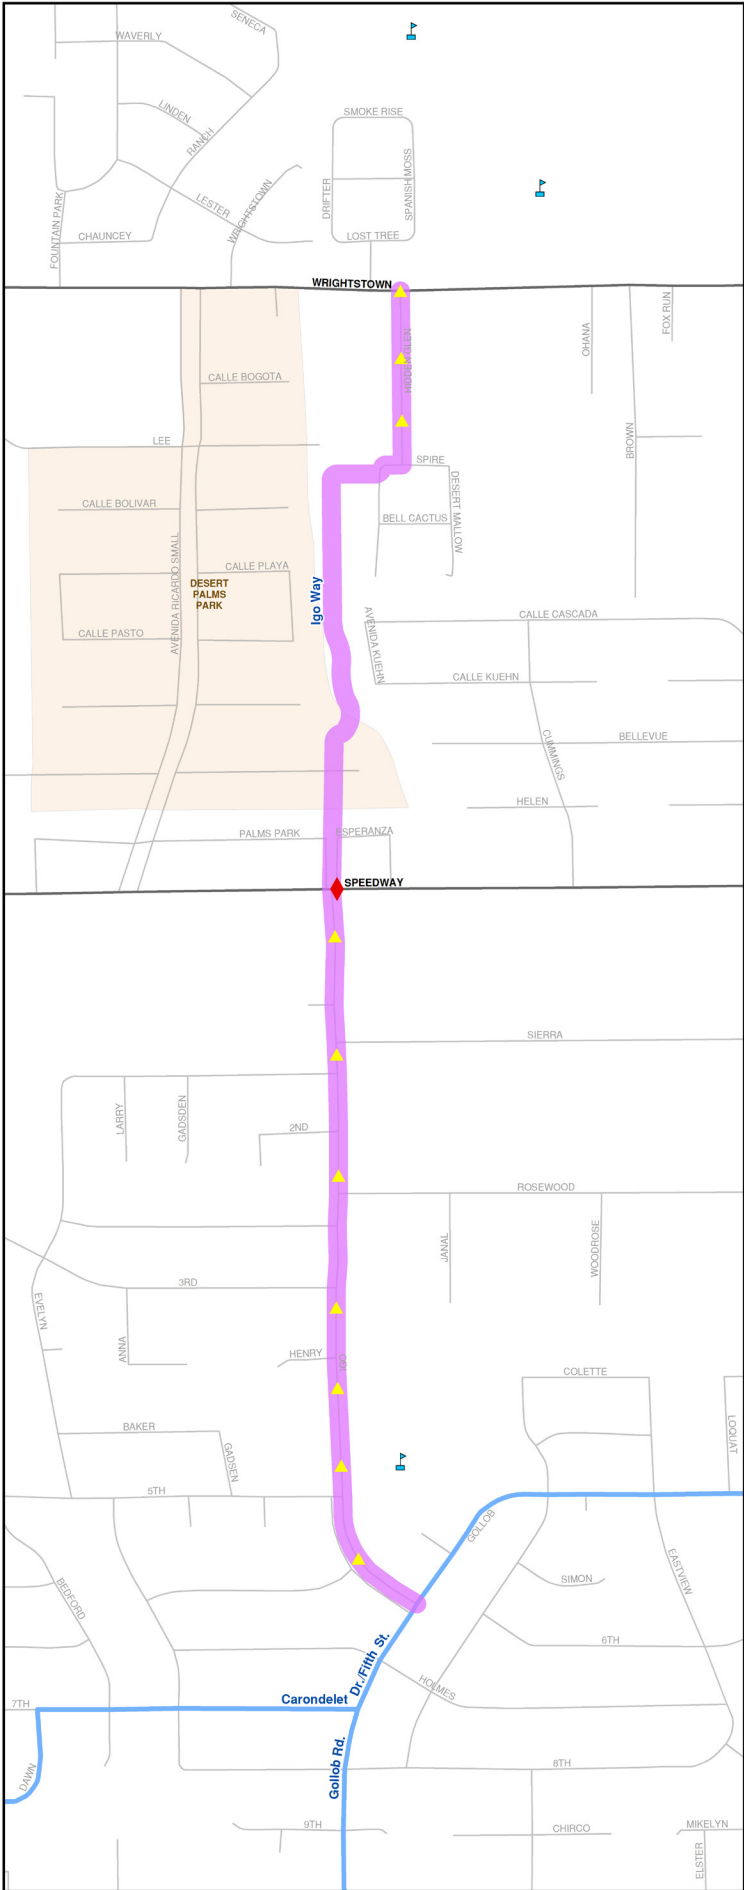 SENECA
WAVERLY
LINDEN
SMOKE RISE
RANCH
DRIFTER
SPANISH MOSS
LESTER
WRIGHTSTOWN
FOUNTAIN PARK
CHAUNCEY
LOST TREE
WRIGHTSTOWN
HIDDEN GLEN
OHANA
FOX RUN
CALLE BOGOTA
LEE
BROWN
SPIRE
CALLE BOLIVAR
BELL CACTUS
DESERT MALLOW
AVENIDA RICARDO SMALL
CALLE PLAYA
DESERT
PALMS
PARK
Igo Way
CALLE PASTO
AVENIDA KUEHN
CALLE CASCADA
CALLE KUEHN
CUMMINGS
BELLEVUE
HELEN
PALMS PARK
ESPERANZA
SPEEDWAY
SIERRA
LARRY
GADSDEN
2ND
ROSEWOOD
JANAL
WOODROSE
3RD
EVELYN
ANNA
HENRY
IGO
COLETTE
BAKER
GADSEN
LOQUAT
5TH
GOLLOB
BEDFORD
SIMON
EASTVIEW
6TH
Dr./Fifth St.
HOLMES
7TH
Carondelet
Gollob Rd.
DAWN
8TH
9TH
CHIRCO
MIKELYN
ELSTER